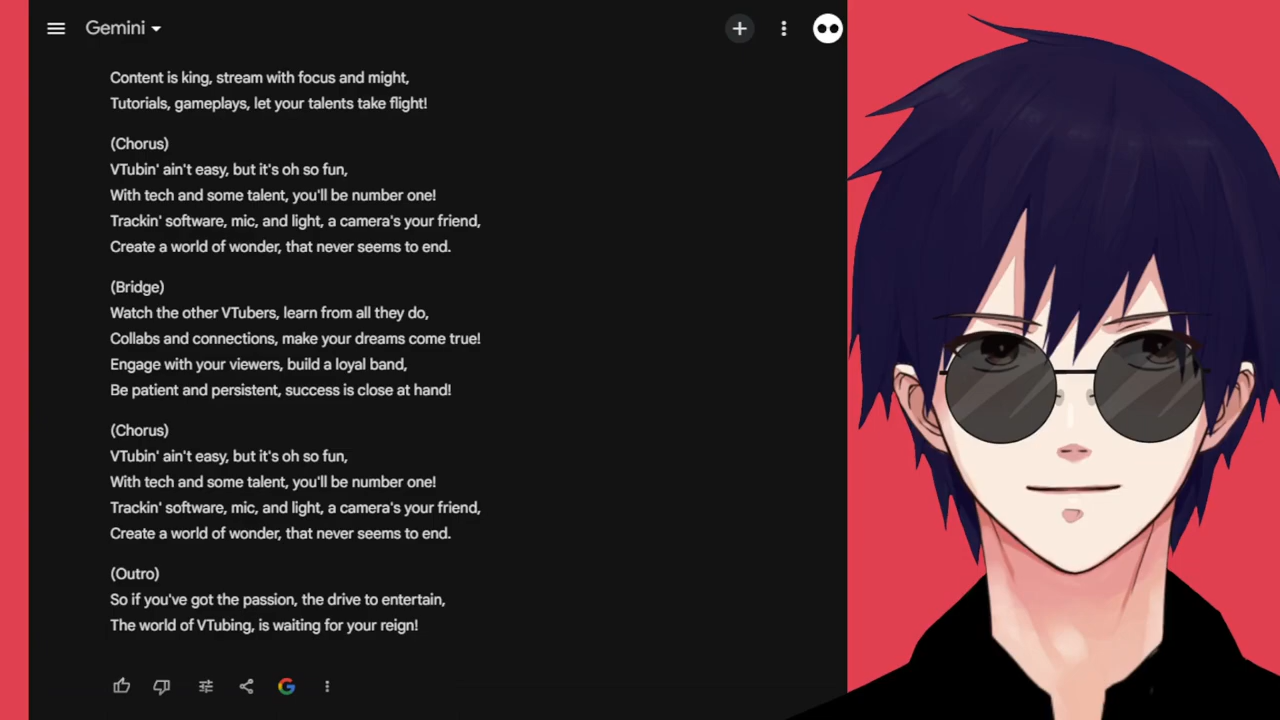 Gemini
Content is king, stream with focus and might,
Tutorials, gameplays, let your talents take flight!
(Chorus)
VTubin' ain't easy, but it's oh so fun,
With tech and some talent, you'll be number one!
Trackin' software, mic, and light, a camera's your friend,
Create a world of wonder, that never seems to end.
(Bridge)
Watch the other VTubers, learn from all they do,
Collabs and connections, make your dreams come true!
Engage with your viewers, build a loyal band,
Be patient and persistent, success is close at hand!
(Chorus)
VTubin' ain't easy, but it's oh so fun,
With tech and some talent, you'll be number one!
Trackin' software, mic, and light, a camera's your friend,
Create a world of wonder, that never seems to end.
(Outro)
So if you've got the passion, the drive to entertain,
The world of VTubing, is waiting for your reign!